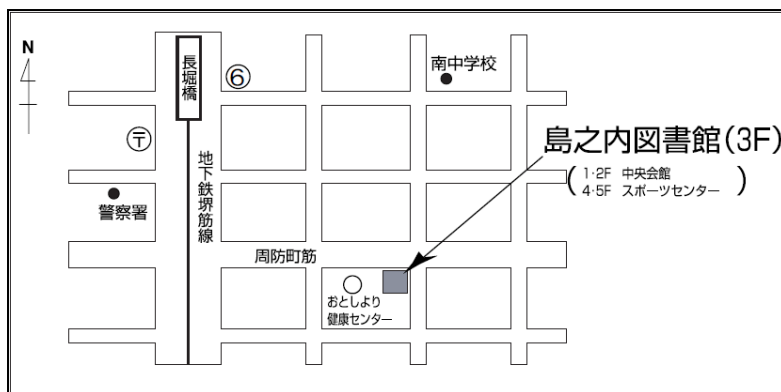 N
長堀橋
⑥
南中学校
〒
島之内図書館(3F)
(1・2F 中央会館
4・5F スポーツセンター)
地下鉄堺筋線
警察署
周防町筋
おとしより
健康センター